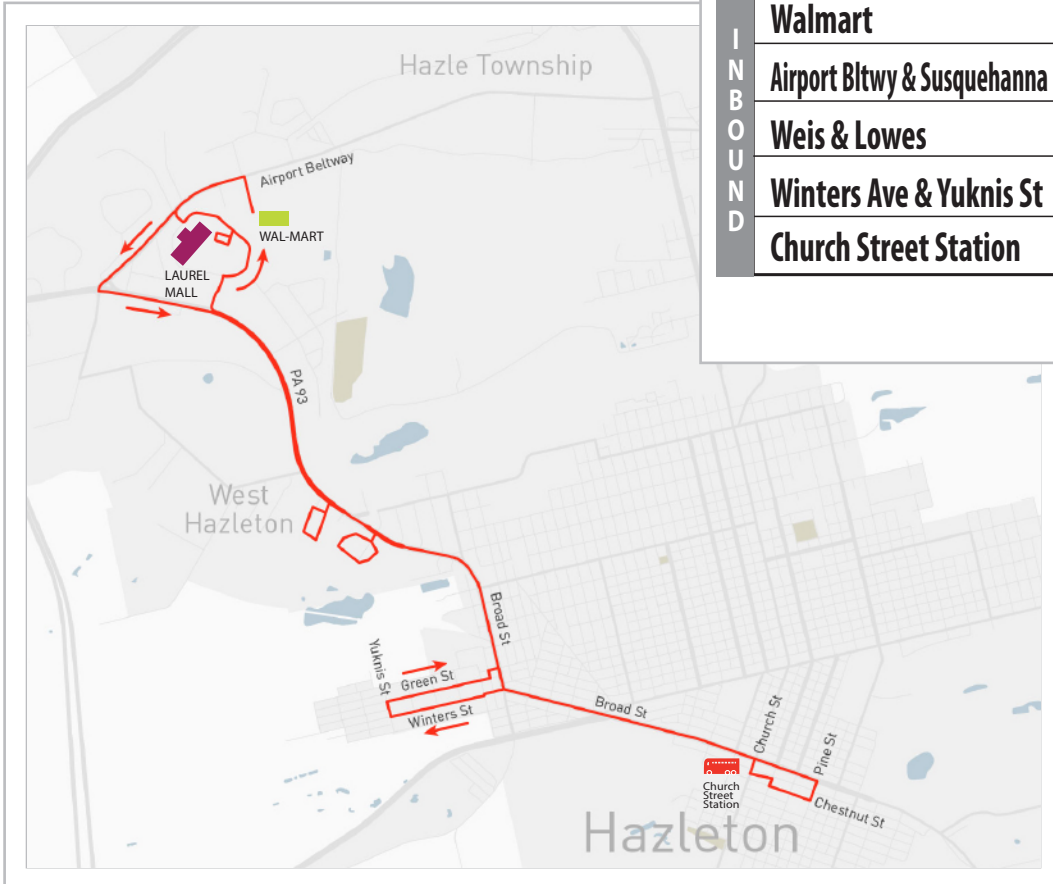 Walmart
Airport Bltwy & Susquehanna
Weis & Lowes
Winters Ave & Yuknis St
Church Street Station
INBOUND
Hazle Township
Airport Beltway
WAL-MART
LAUREL
MALL
PA 93
West
Hazleton
Broad St
Yuknis St
Green St
Winters St
Broad St
Church St
Pine St
Church
Street
Station
Chestnut St
Hazleton